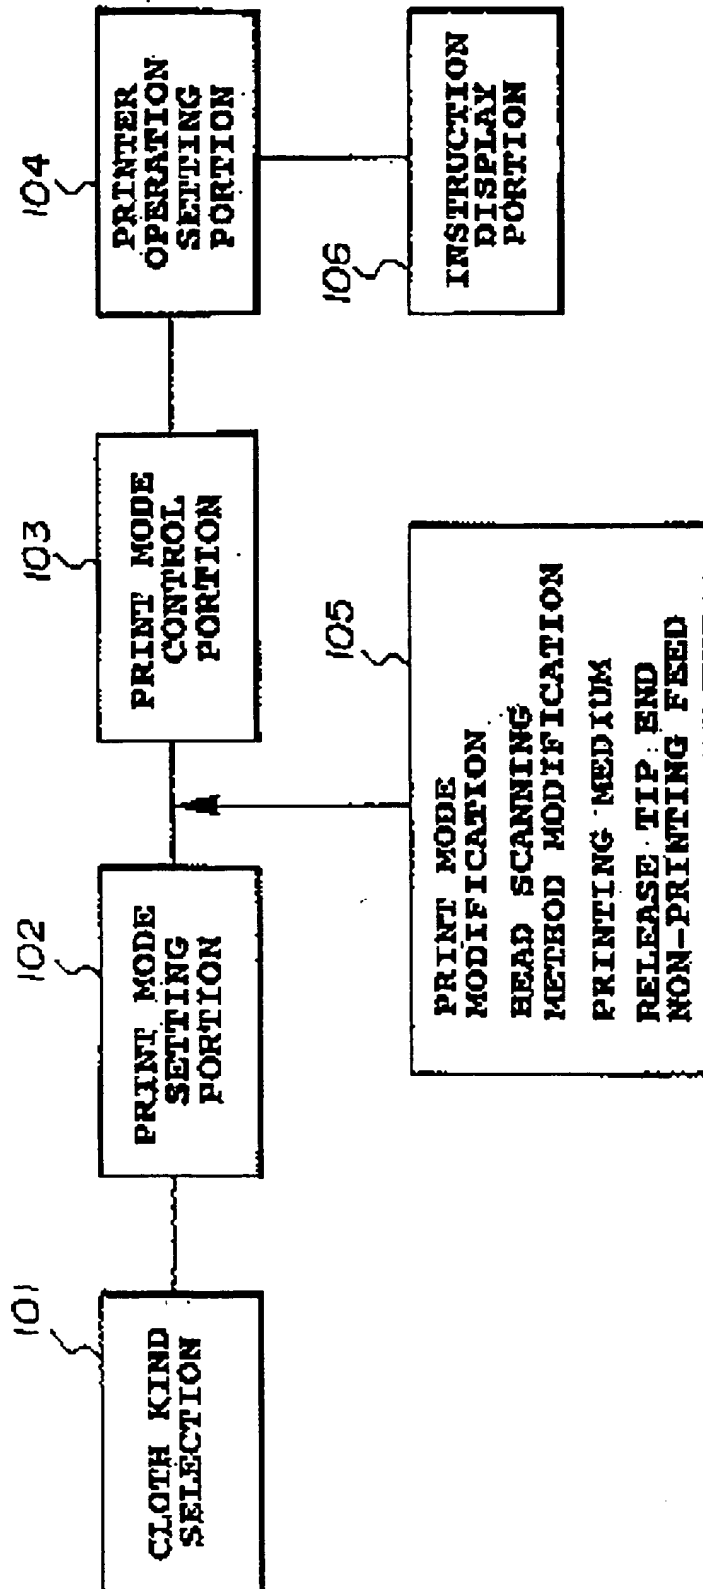 101
CLOTH KIND
SELECTION
102
PRINT MODE
SETTING
PORTION
103
PRINT MODE
CONTROL
PORTION
104
PRINTER
OPERATION
SETTING
PORTION
105
PRINT MODE
MODIFICATION
HEAD SCANNING
METHOD MODIFICATION
PRINTING MEDIUM
RELEASE TIP END
NON-PRINTING FEED
106
INSTRUCTION
DISPLAY
PORTION